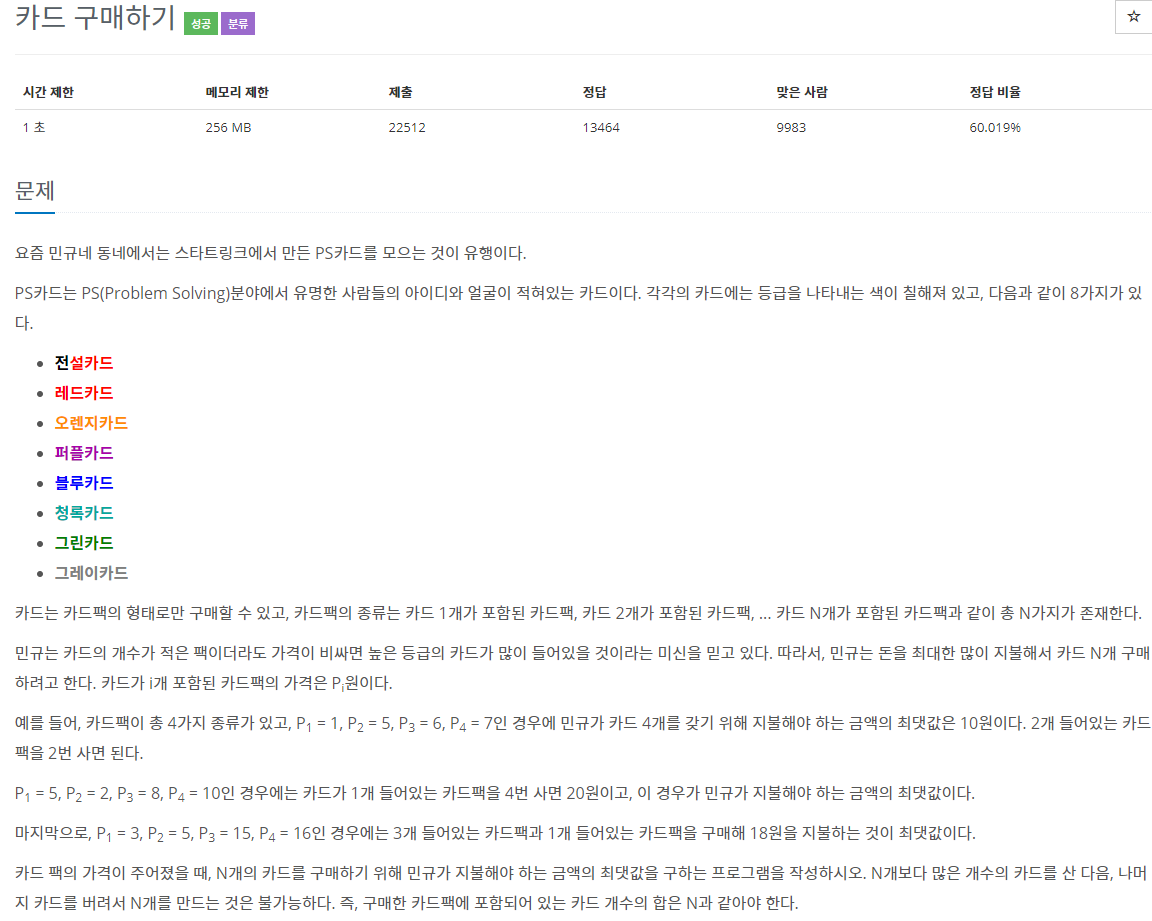 카드 구매하기 성공 분류
☆
시간 제한 메모리 제한 제출 정답 맞은 사람 정답 비율
1 초 256 MB 22512 13464 9983 60.019%
문제
요즘 민규네 동네에서는 스타트링크에서 만든 PS카드를 모으는 것이 유행이다.
PS카드는 PS(Problem Solving)분야에서 유명한 사람들의 아이디와 얼굴이 적혀있는 카드이다. 각각의 카드에는 등급을 나타내는 색이 칠해져 있고, 다음과 같이 8가지가 있
다.
• 전설카드
• 레드카드
• 오렌지카드
• 퍼플카드
• 블루카드
• 청록카드
• 그린카드
• 그레이카드
카드는 카드팩의 형태로만 구매할 수 있고, 카드팩의 종류는 카드 1개가 포함된 카드팩, 카드 2개가 포함된 카드팩, ... 카드 N개가 포함된 카드팩과 같이 총 N가지가 존재한다.
민규는 카드의 개수가 적은 팩이더라도 가격이 비싸면 높은 등급의 카드가 많이 들어있을 것이라는 미신을 믿고 있다. 따라서, 민규는 돈을 최대한 많이 지불해서 카드 N개 구매
하려고 한다. 카드가 i개 포함된 카드팩의 가격은 Pi원이다.
예를 들어, 카드팩이 총 4가지 종류가 있고, P1 = 1, P2 = 5, P3 = 6, P4 = 7인 경우에 민규가 카드 4개를 갖기 위해 지불해야 하는 금액의 최댓값은 10원이다. 2개 들어있는 카드
팩을 2번 사면 된다.
P1 = 5, P2 = 2, P3 = 8, P4 = 10인 경우에는 카드가 1개 들어있는 카드팩을 4번 사면 20원이고, 이 경우가 민규가 지불해야 하는 금액의 최댓값이다.
마지막으로, P1 = 3, P2 = 5, P3 = 15, P4 = 16인 경우에는 3개 들어있는 카드팩과 1개 들어있는 카드팩을 구매해 18원을 지불하는 것이 최댓값이다.
카드 팩의 가격이 주어졌을 때, N개의 카드를 구매하기 위해 민규가 지불해야 하는 금액의 최댓값을 구하는 프로그램을 작성하시오. N개보다 많은 개수의 카드를 산 다음, 나머
지 카드를 버려서 N개를 만드는 것은 불가능하다. 즉, 구매한 카드팩에 포함되어 있는 카드 개수의 합은 N과 같아야 한다.